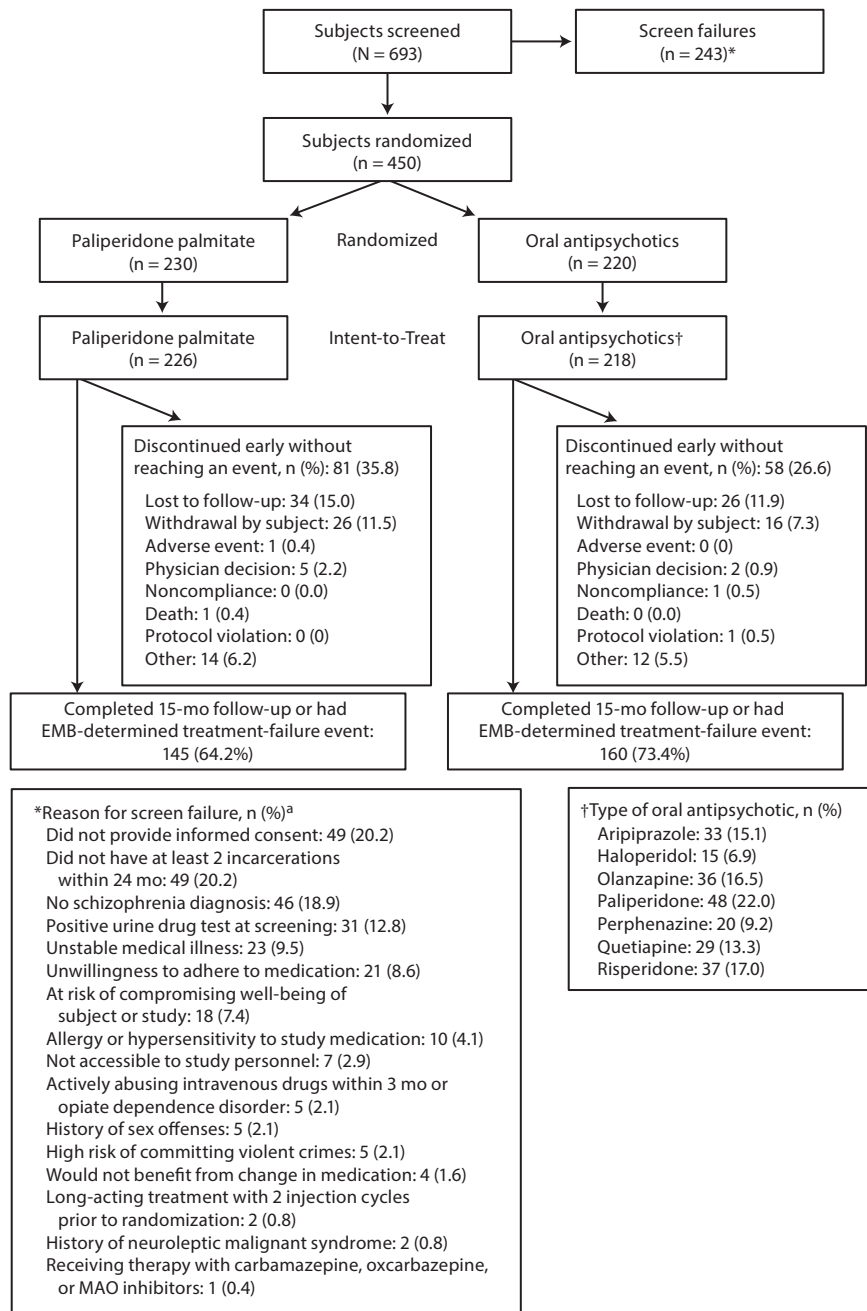 Subjects screened
(N = 693)
Screen failures
(n = 243)*
Subjects randomized
(n = 450)
Paliperidone palmitate
(n = 230)
Randomized
Oral antipsychotics
(n = 220)
Paliperidone palmitate
(n = 226)
Intent-to-Treat
Oral antipsychotics†
(n = 218)
Discontinued early without
reaching an event, n (%): 81 (35.8)
Lost to follow-up: 34 (15.0)
Withdrawal by subject: 26 (11.5)
Adverse event: 1 (0.4)
Physician decision: 5 (2.2)
Noncompliance: 0 (0.0)
Death: 1 (0.4)
Protocol violation: 0 (0)
Other: 14 (6.2)
Discontinued early without
reaching an event, n (%): 58 (26.6)
Lost to follow-up: 26 (11.9)
Withdrawal by subject: 16 (7.3)
Adverse event: 0 (0)
Physician decision: 2 (0.9)
Noncompliance: 1 (0.5)
Death: 0 (0.0)
Protocol violation: 1 (0.5)
Other: 12 (5.5)
Completed 15-mo follow-up or had
EMB-determined treatment-failure event:
145 (64.2%)
Completed 15-mo follow-up or had
EMB-determined treatment-failure event:
160 (73.4%)
*Reason for screen failure, n (%)ª
Did not provide informed consent: 49 (20.2)
Did not have at least 2 incarcerations
within 24 mo: 49 (20.2)
No schizophrenia diagnosis: 46 (18.9)
Positive urine drug test at screening: 31 (12.8)
Unstable medical illness: 23 (9.5)
Unwillingness to adhere to medication: 21 (8.6)
At risk of compromising well-being of
subject or study: 18 (7.4)
Allergy or hypersensitivity to study medication: 10 (4.1)
Not accessible to study personnel: 7 (2.9)
Actively abusing intravenous drugs within 3 mo or
opiate dependence disorder: 5 (2.1)
History of sex offenses: 5 (2.1)
High risk of committing violent crimes: 5 (2.1)
Would not benefit from change in medication: 4 (1.6)
Long-acting treatment with 2 injection cycles
prior to randomization: 2 (0.8)
History of neuroleptic malignant syndrome: 2 (0.8)
Receiving therapy with carbamazepine, oxcarbazepine,
or MAO inhibitors: 1 (0.4)
†Type of oral antipsychotic, n (%)
Aripiprazole: 33 (15.1)
Haloperidol: 15 (6.9)
Olanzapine: 36 (16.5)
Paliperidone: 48 (22.0)
Perphenazine: 20 (9.2)
Quetiapine: 29 (13.3)
Risperidone: 37 (17.0)